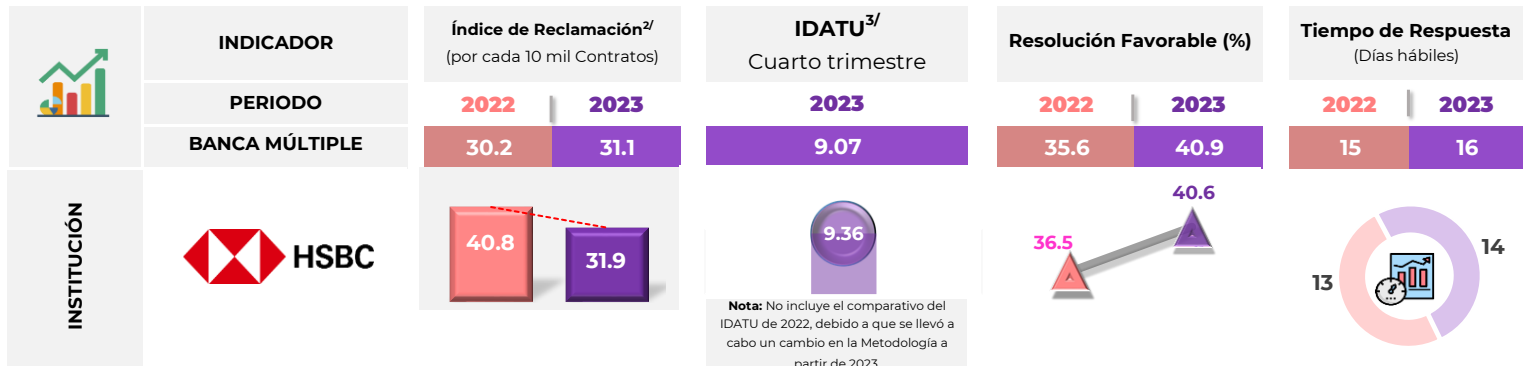 INDICADOR
Índice de Reclamación2/
(por cada 10 mil Contratos)
IDATU3/
Cuarto trimestre
Resolución Favorable (%)
Tiempo de Respuesta
(Días hábiles)
PERIODO
2022 2023
2023
2022 2023
2022 2023
BANCA MÚLTIPLE
30.2 31.1
9.07
35.6 40.9
15 16
INSTITUCIÓN
HSBC
40.8
31.9
9.36
Nota: No incluye el comparativo del
IDATU de 2022, debido a que se llevó a
cabo un cambio en la Metodología a
partir de 2023
36.5
40.6
13
14